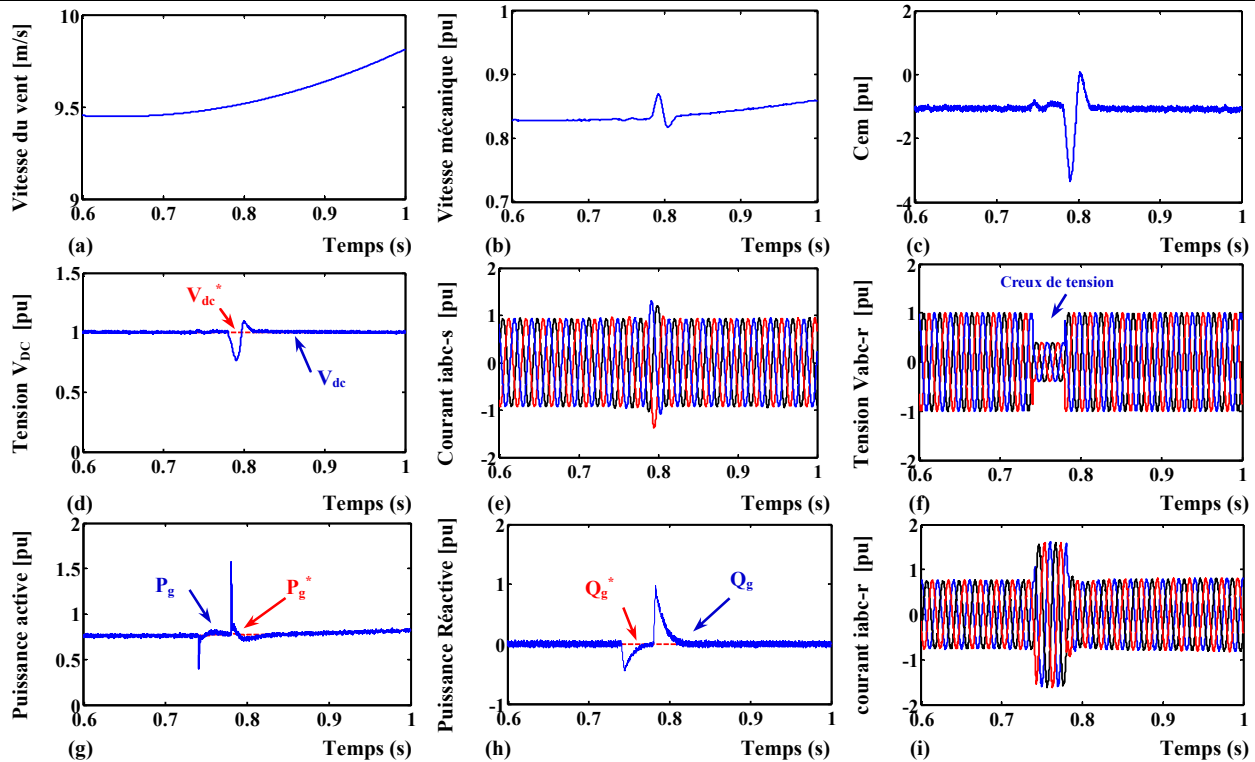 Vitesse du vent [m/s]
10
9.5
9
0.6
0.7
0.8
0.9
1
(a)
Temps (s)
Vitesse mécanique [pu]
1
0.9
0.8
0.7
0.6
0.7
0.8
0.9
1
(b)
Temps (s)
Cem [pu]
2
0
-2
-4
0.6
0.7
0.8
0.9
1
(c)
Temps (s)
Tension VDC [pu]
1.5
1
0.5
0
Vdc*
Vdc
0.6
0.7
0.8
0.9
1
(d)
Temps (s)
Courant iabc-s [pu]
2
1
0
-1
-2
0.6
0.7
0.8
0.9
1
(e)
Temps (s)
Tension Vabc-r [pu]
2
1
0
-1
-2
Creux de tension
0.6
0.7
0.8
0.9
1
(f)
Temps (s)
Puissance active [pu]
2
1.5
1
0.5
0
Pg
Pg*
0.6
0.7
0.8
0.9
1
(g)
Temps (s)
Puissance Réactive [pu]
2
1
0
-1
Qg*
Qg
0.6
0.7
0.8
0.9
1
(h)
Temps (s)
courant iabc-r [pu]
2
1
0
-1
-2
0.6
0.7
0.8
0.9
1
(i)
Temps (s)